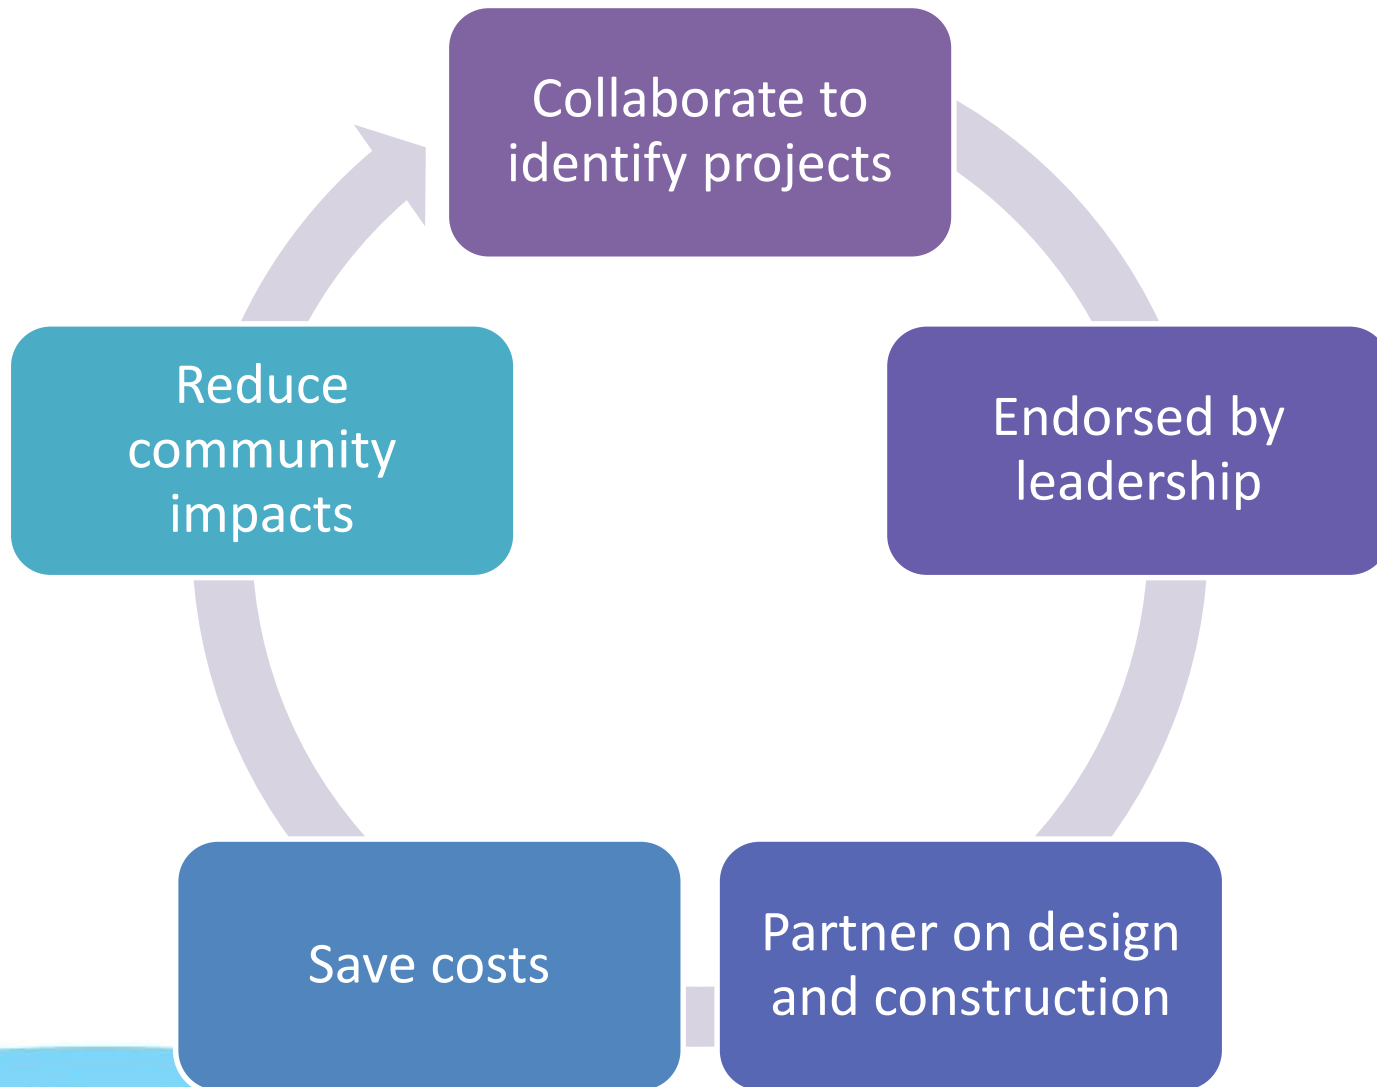 Collaborate to
identify projects
Endorsed by
leadership
Partner on design
and construction
Save costs
Reduce
community
impacts